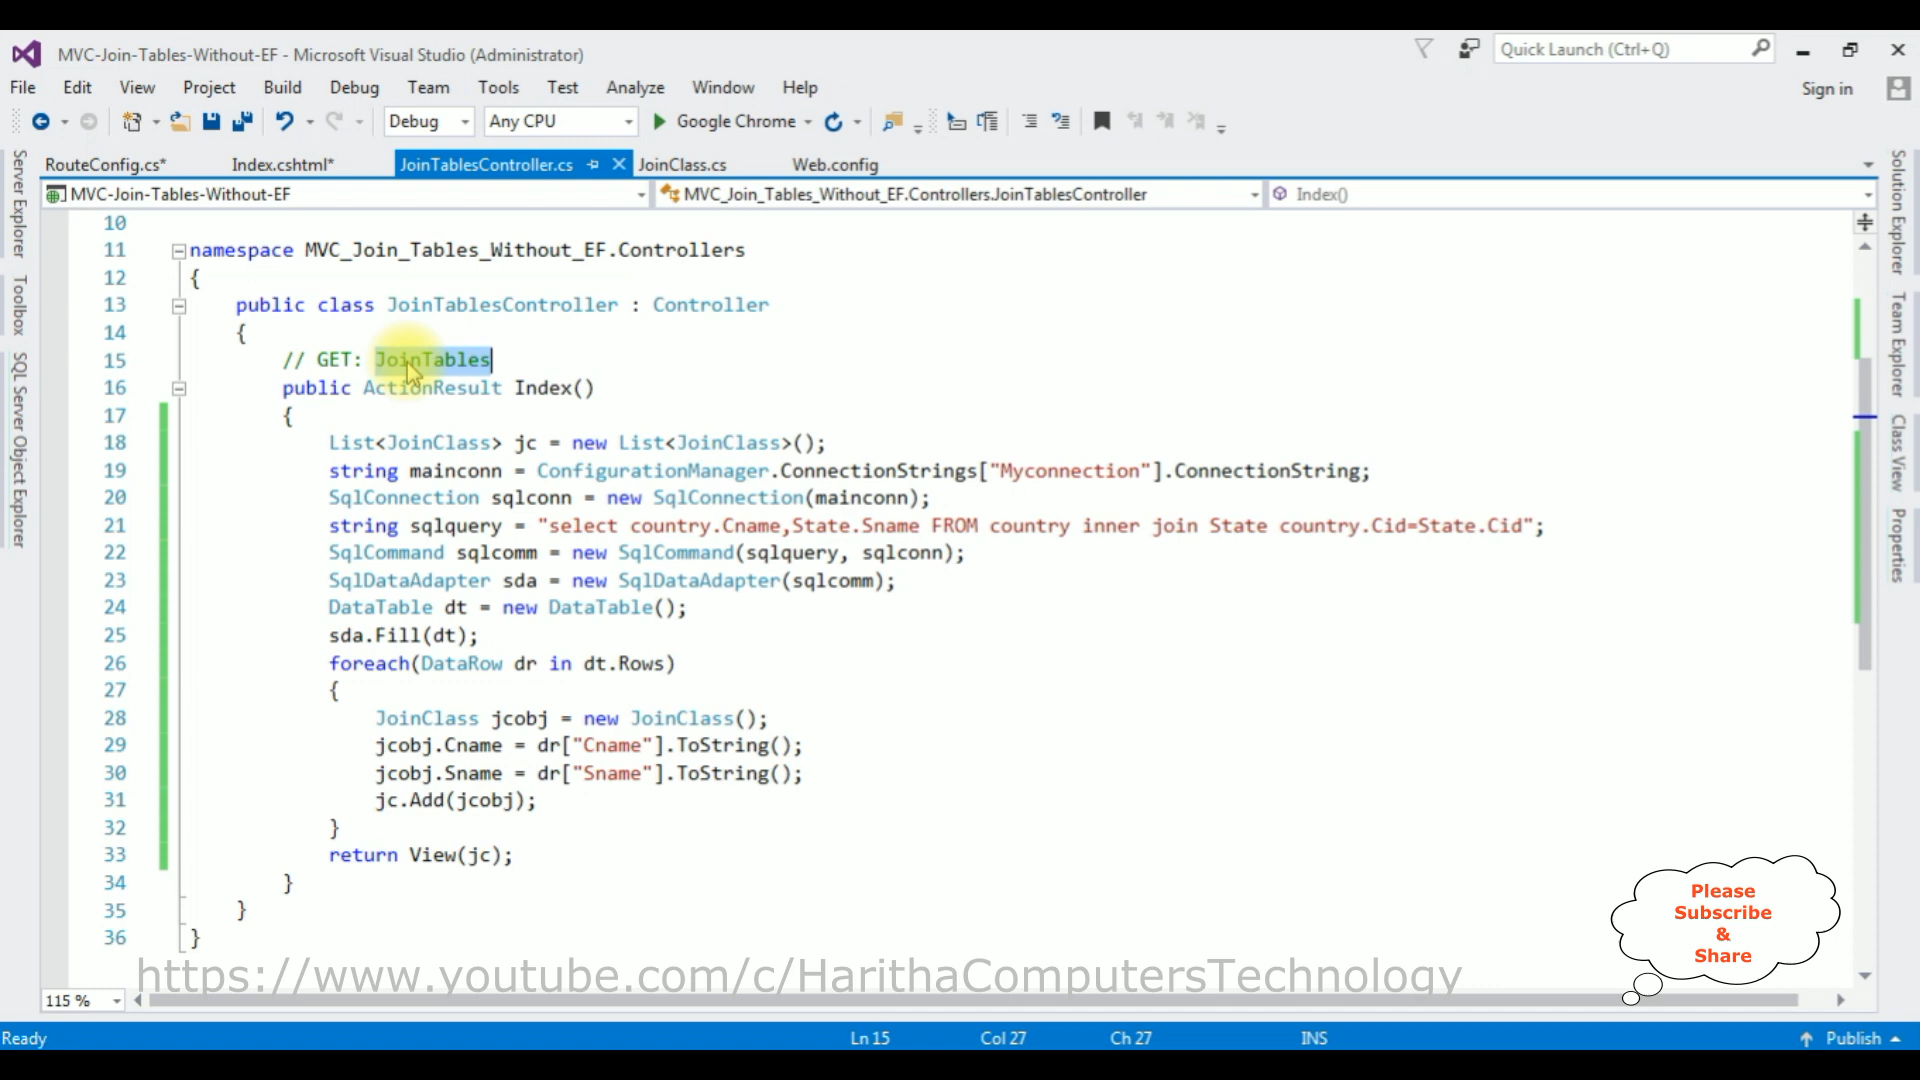 MVC-Join-Tables-Without-EF - Microsoft Visual Studio (Administrator)
Quick Launch (Ctrl+Q)
File Edit View Project Build Debug Team Tools Test Analyze Window Help
Sign in
Debug Any CPU Google Chrome
RouteConfig.cs* Index.cshtml* JoinTablesController.cs JoinClass.cs Web.config
MVC-Join-Tables-Without-EF MVC_Join_Tables_Without_EF.Controllers.JoinTablesController Index()
Server Explorer
Toolbox
SQL Server Object Explorer
10
11 namespace MVC_Join_Tables_Without_EF.Controllers
12 {
13 public class JoinTablesController : Controller
14 {
15 // GET: JoinTables
16 public ActionResult Index()
17 {
18 List<JoinClass> jc = new List<JoinClass>();
19 string mainconn = ConfigurationManager.ConnectionStrings["Myconnection"].ConnectionString;
20 SqlConnection sqlconn = new SqlConnection(mainconn);
21 string sqlquery = "select country.Cname,State.Sname FROM country inner join State country.Cid=State.Cid";
22 SqlCommand sqlcomm = new SqlCommand(sqlquery, sqlconn);
23 SqlDataAdapter sda = new SqlDataAdapter(sqlcomm);
24 DataTable dt = new DataTable();
25 sda.Fill(dt);
26 foreach(DataRow dr in dt.Rows)
27 {
28 JoinClass jcobj = new JoinClass();
29 jcobj.Cname = dr["Cname"].ToString();
30 jcobj.Sname = dr["Sname"].ToString();
31 jc.Add(jcobj);
32 }
33 return View(jc);
34 }
35 }
36 }
Solution Explorer
Team Explorer
Class View
Properties
Please
Subscribe
&
Share
https://www.youtube.com/c/HarithaComputersTechnology
115 %
Ready Ln 15 Col 27 Ch 27 INS Publish